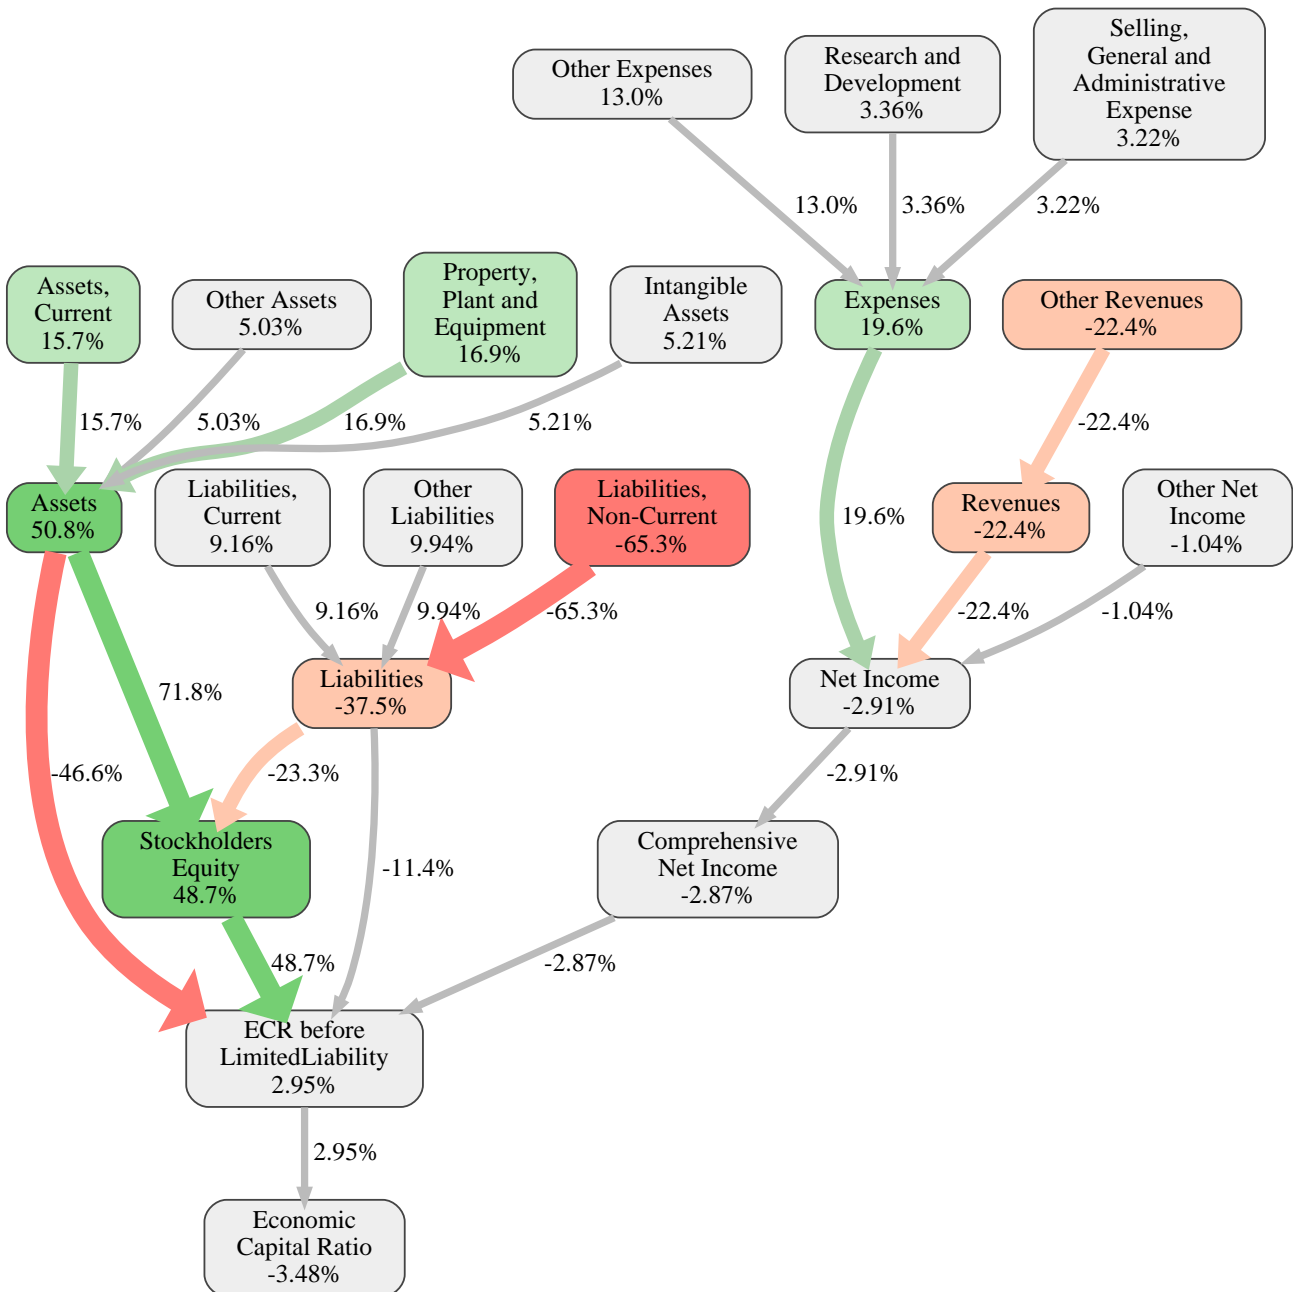 Selling,
General and
Administrative
Expense
3.22%
Research and
Development
3.36%
Other Expenses
13.0%
13.0%
3.36%
3.22%
Assets,
Current
15.7%
Other Assets
5.03%
Property,
Plant and
Equipment
16.9%
Intangible
Assets
5.21%
Expenses
19.6%
Other Revenues
-22.4%
15.7%
5.03%
16.9%
5.21%
-22.4%
Assets
50.8%
Liabilities,
Current
9.16%
Other
Liabilities
9.94%
Liabilities,
Non-Current
-65.3%
19.6%
Revenues
-22.4%
Other Net
Income
-1.04%
9.16%
9.94%
-65.3%
-22.4%
-1.04%
71.8%
Liabilities
-37.5%
Net Income
-2.91%
-46.6%
-23.3%
-2.91%
Stockholders
Equity
48.7%
-11.4%
Comprehensive
Net Income
-2.87%
48.7%
-2.87%
ECR before
LimitedLiability
2.95%
2.95%
Economic
Capital Ratio
-3.48%